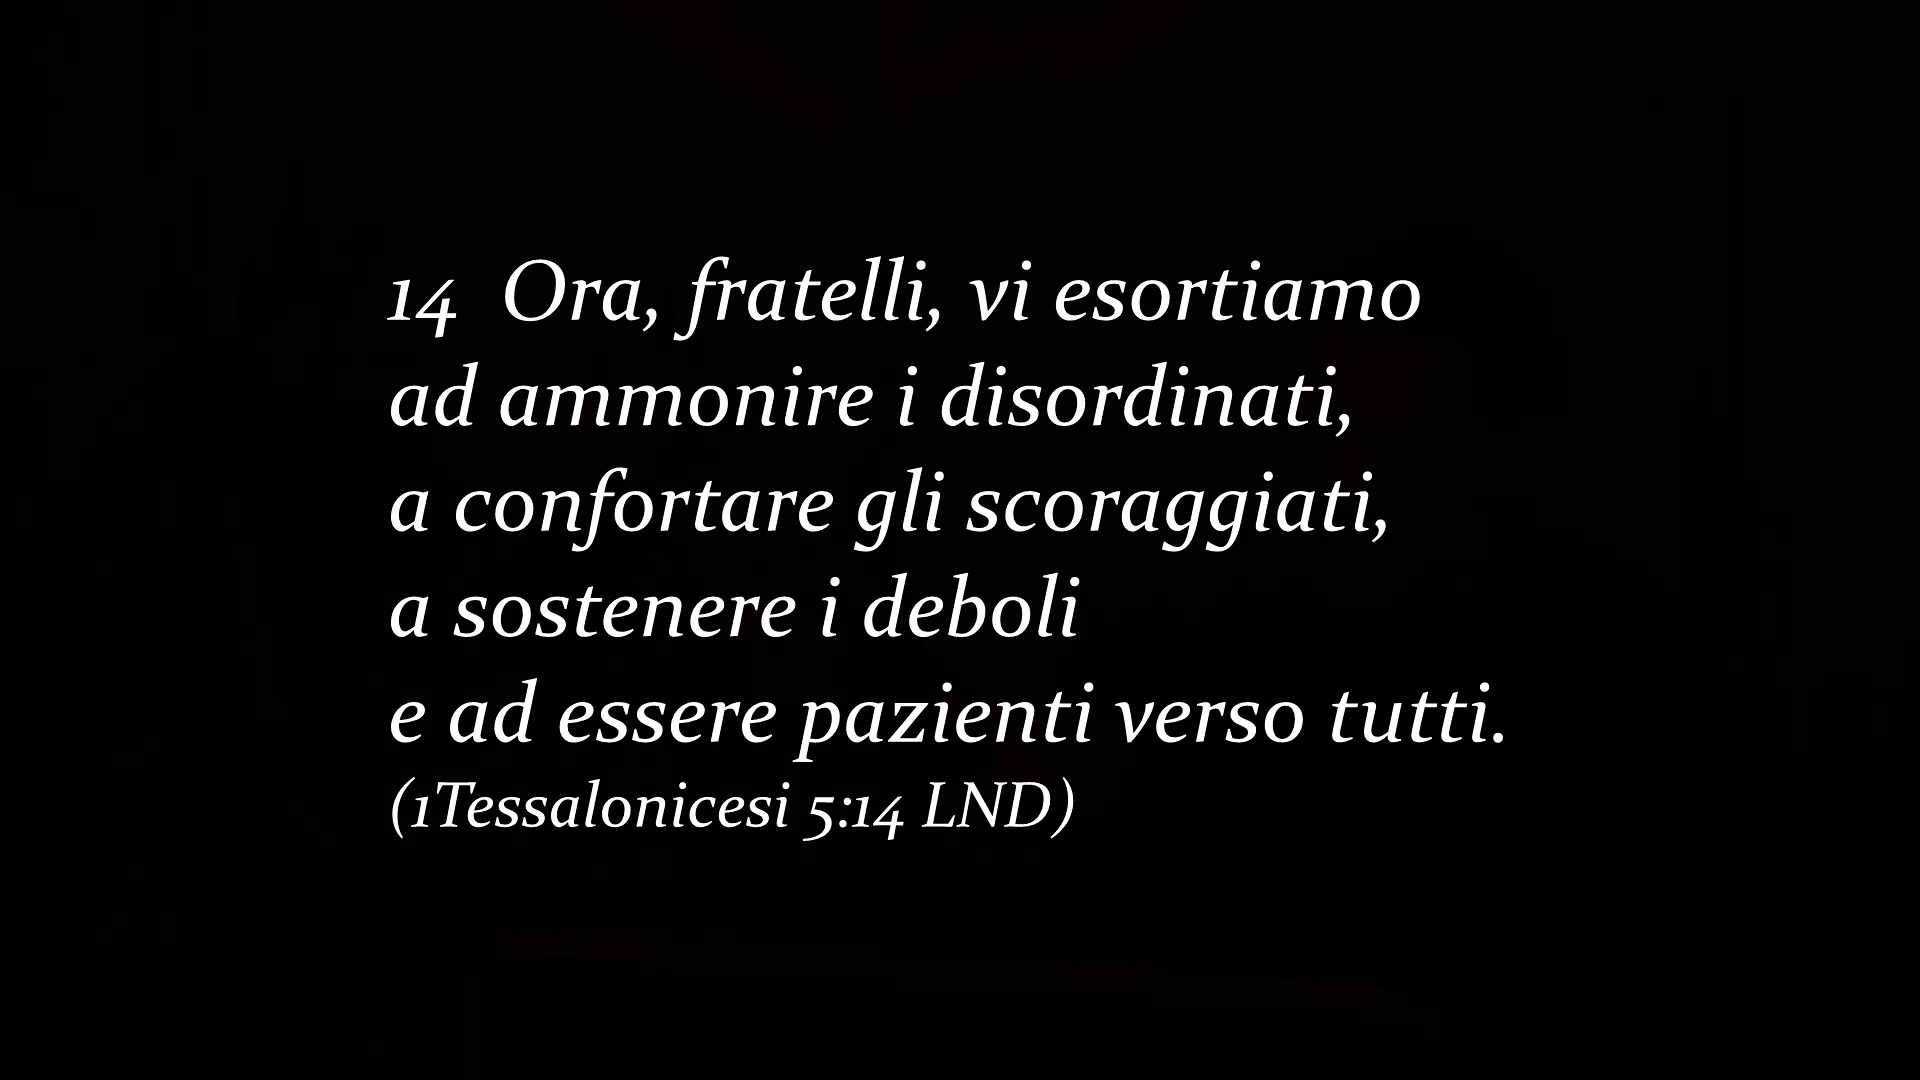 14  Ora, fratelli, vi esortiamo
ad ammonire i disordinati,
a confortare gli scoraggiati,
a sostenere i deboli
e ad essere pazienti verso tutti.
(1Tessalonicesi 5:14 LND)